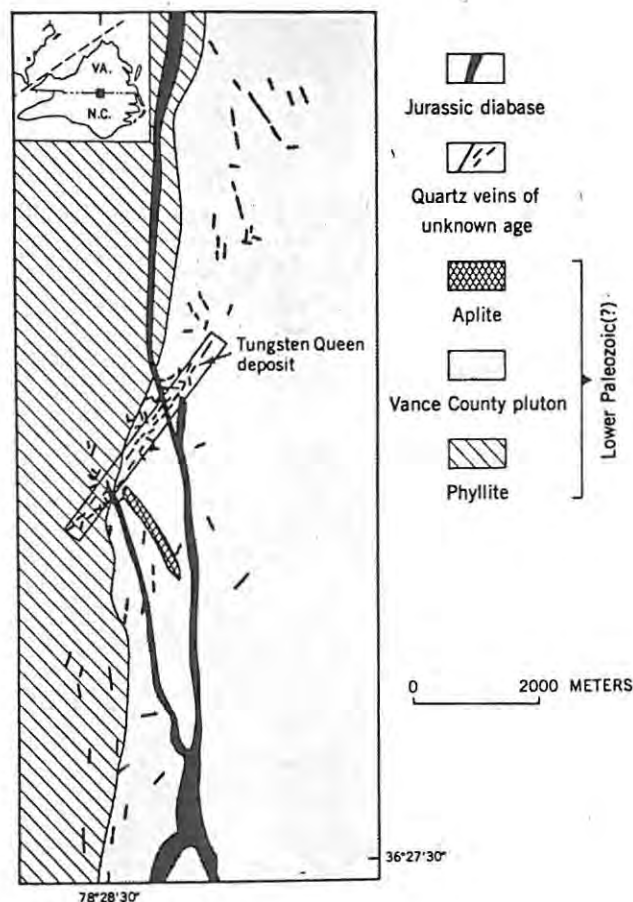 VA.
N.C.
Jurassic diabase
Quartz veins of
unknown age
Aplite
Vance County pluton
Phyllite
Lower Paleozoic(?)
Tungsten Queen
deposit
0 2000 METERS
36°27'30"
78°28'30"